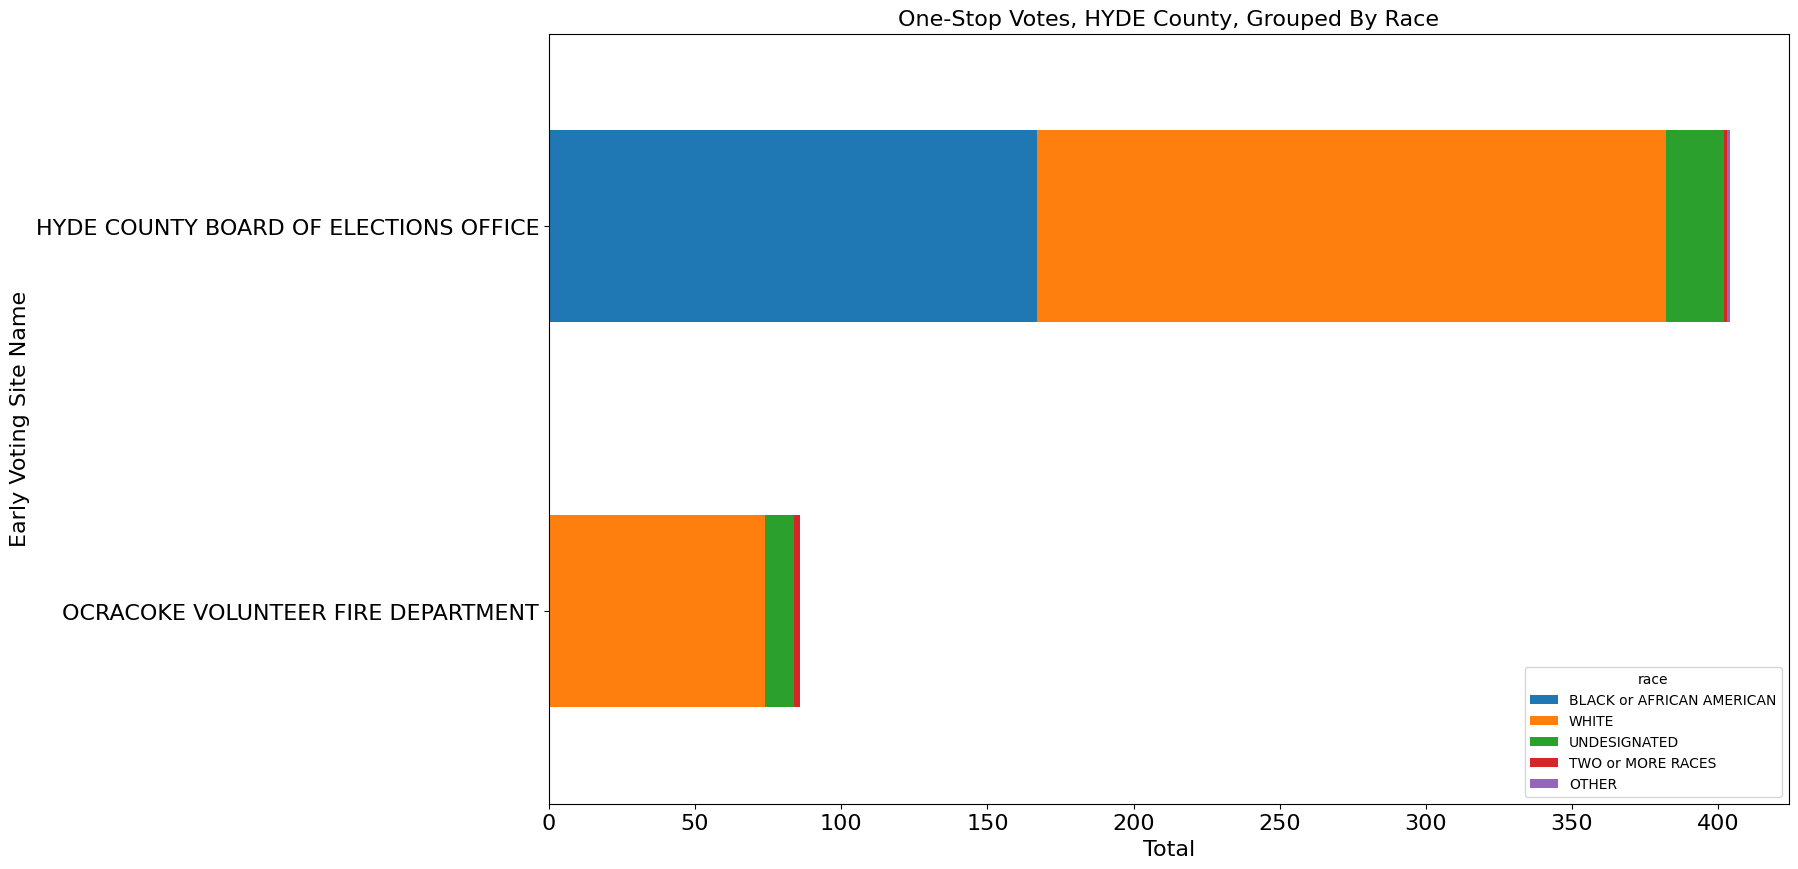 One-Stop Votes, HYDE County, Grouped By Race
Early Voting Site Name
HYDE COUNTY BOARD OF ELECTIONS OFFICE
OCRACOKE VOLUNTEER FIRE DEPARTMENT
race
BLACK or AFRICAN AMERICAN
WHITE
UNDESIGNATED
TWO or MORE RACES
OTHER
0 50 100 150 200 250 300 350 400
Total